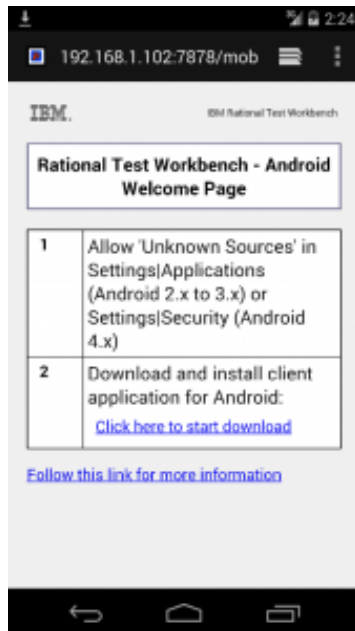 2:24
192.168.1.102:7878/mob
IBM.
IBM Rational Test Workbench
Rational Test Workbench - Android
Welcome Page
1
Allow 'Unknown Sources' in
Settings|Applications
(Android 2.x to 3.x) or
Settings|Security (Android
4.x)
2
Download and install client
application for Android:
Click here to start download
Follow this link for more information